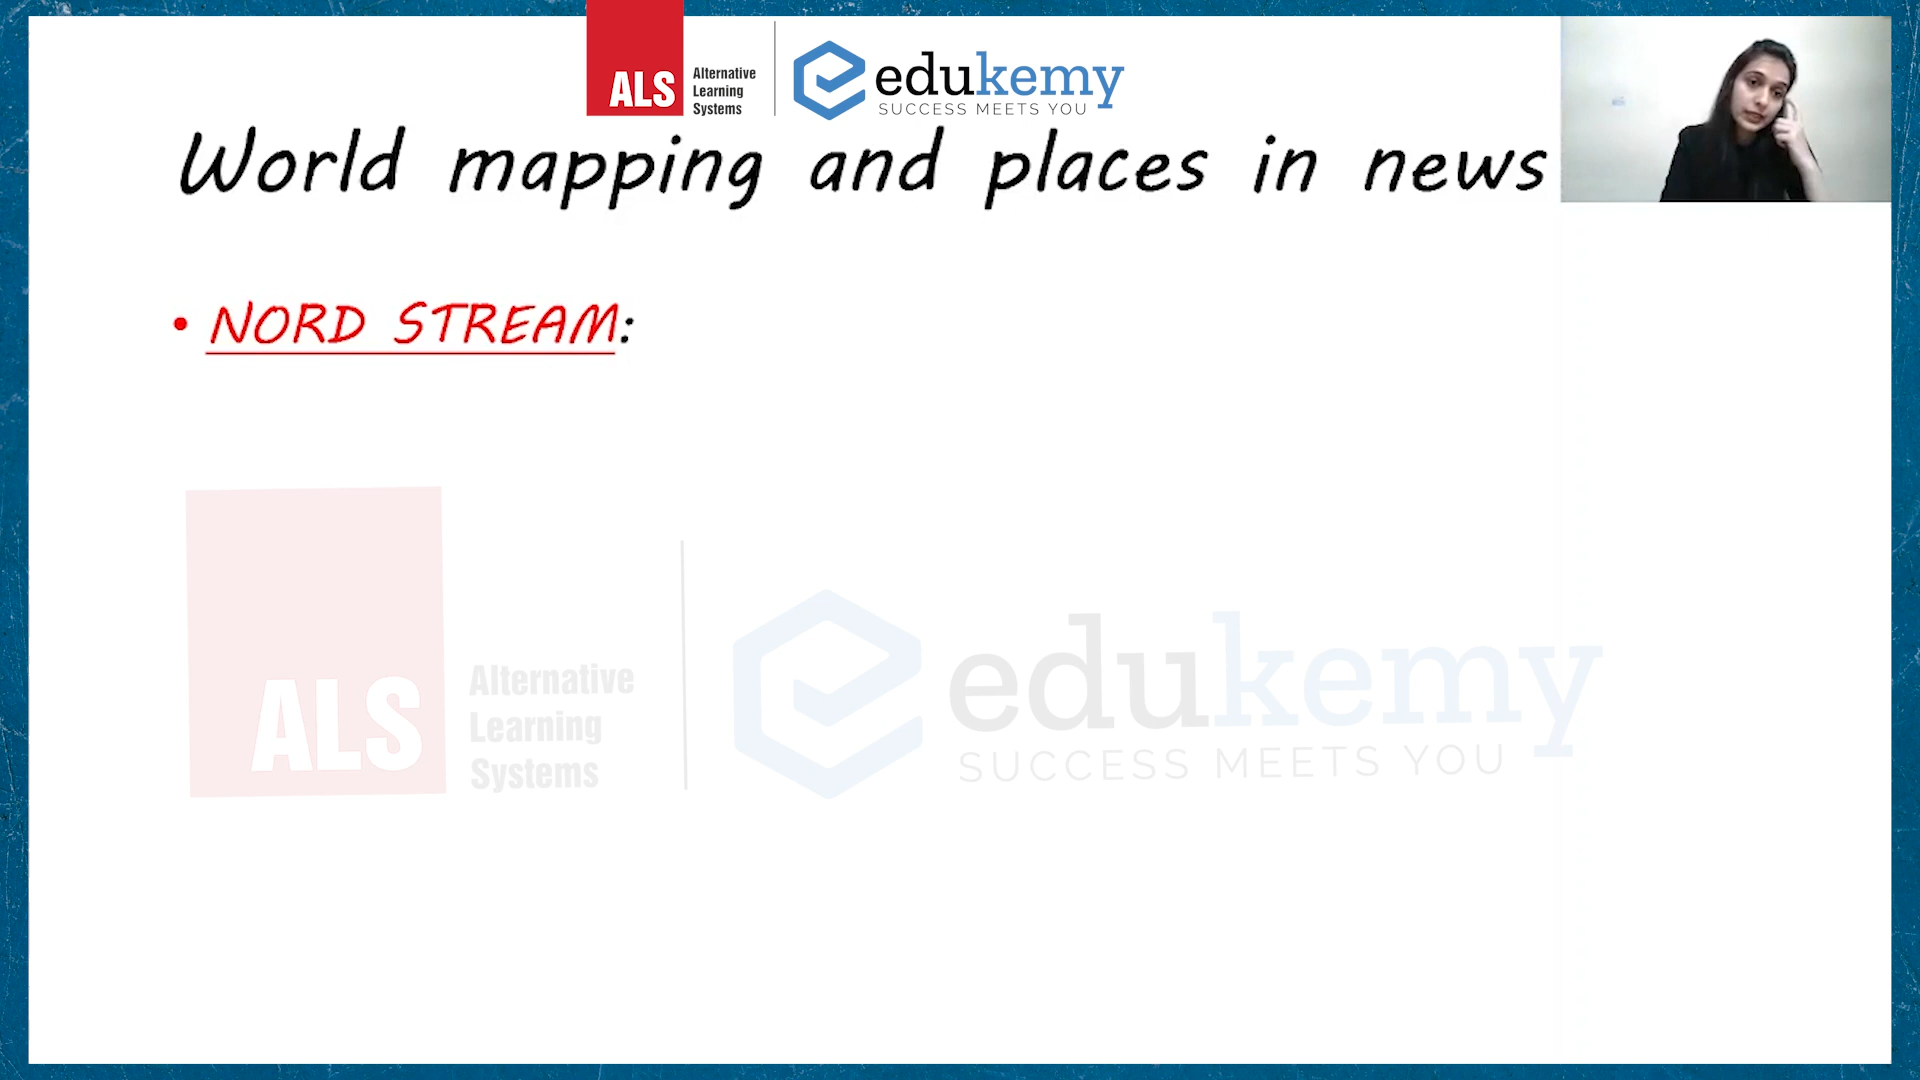 ALS
Alternative
Learning
Systems
edukemy
SUCCESS MEETS YOU
World mapping and places in news
• NORD STREAM:
ALS
Alternative
Learning
Systems
edukemy
SUCCESS MEETS YOU